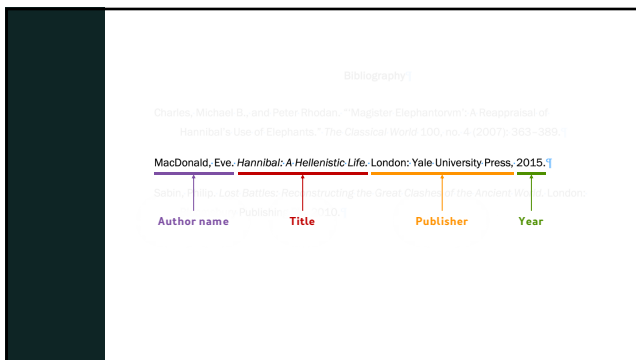 Bibliography
Charles, Michael B., and Peter Rhodan. "'Magister Elephantorvm': A Reappraisal of
Hannibal's Use of Elephants." The Classical World 100, no. 4 (2007): 363–389.¶
MacDonald, Eve. Hannibal: A Hellenistic Life. London: Yale University Press, 2015.¶
Sabin, Philip. Lost Battles: Reconstructing the Great Clashes of the Ancient World. London:
Author name Title Publisher Year